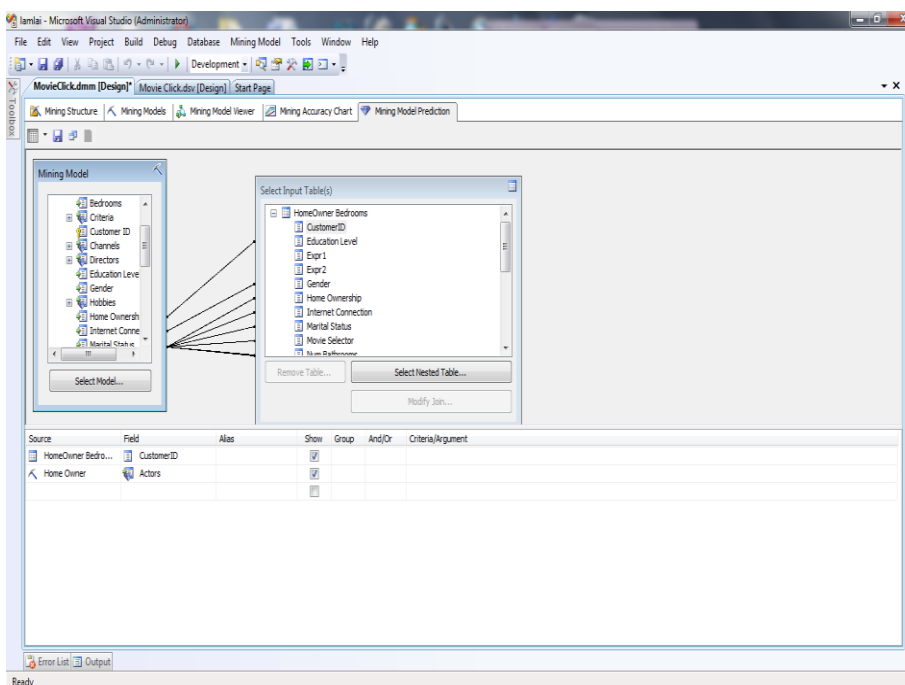 lamlai - Microsoft Visual Studio (Administrator)
File Edit View Project Build Debug Database Mining Model Tools Window Help
Development
MovieClick.dmm [Design]* Movie Click.dsv [Design] Start Page
Toolbox
Mining Structure Mining Models Mining Model Viewer Mining Accuracy Chart Mining Model Prediction
Mining Model
Bedrooms
Criteria
Customer ID
Channels
Directors
Education Leve
Gender
Hobbies
Home Ownersh
Internet Conne
Marital Status
Select Model...
Select Input Table(s)
HomeOwner Bedrooms
CustomerID
Education Level
Expr1
Expr2
Gender
Home Ownership
Internet Connection
Marital Status
Movie Selector
Num Bathrooms
Remove Table...
Select Nested Table...
Modify Join...
Source Field Alias Show Group And/Or Criteria/Argument
HomeOwner Bedro... CustomerID
Home Owner Actors
Error List Output
Ready